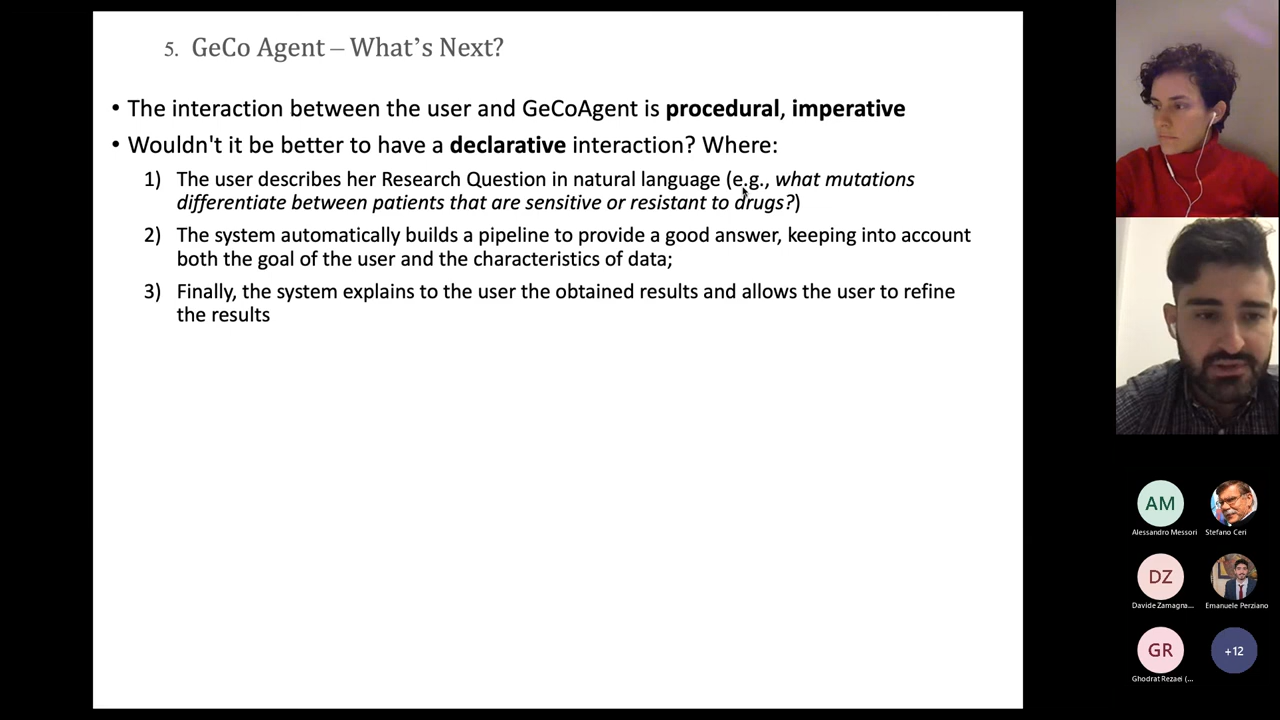 5. GeCo Agent – What's Next?
• The interaction between the user and GeCoAgent is procedural, imperative
• Wouldn't it be better to have a declarative interaction? Where:
1) The user describes her Research Question in natural language (e.g., what mutations
differentiate between patients that are sensitive or resistant to drugs?)
2) The system automatically builds a pipeline to provide a good answer, keeping into account
both the goal of the user and the characteristics of data;
3) Finally, the system explains to the user the obtained results and allows the user to refine
the results
AM
Alessandro Messori
Stefano Ceri
DZ
Davide Zamagna...
Emanuele Perziano
GR
Ghodrat Rezaei (...
+12